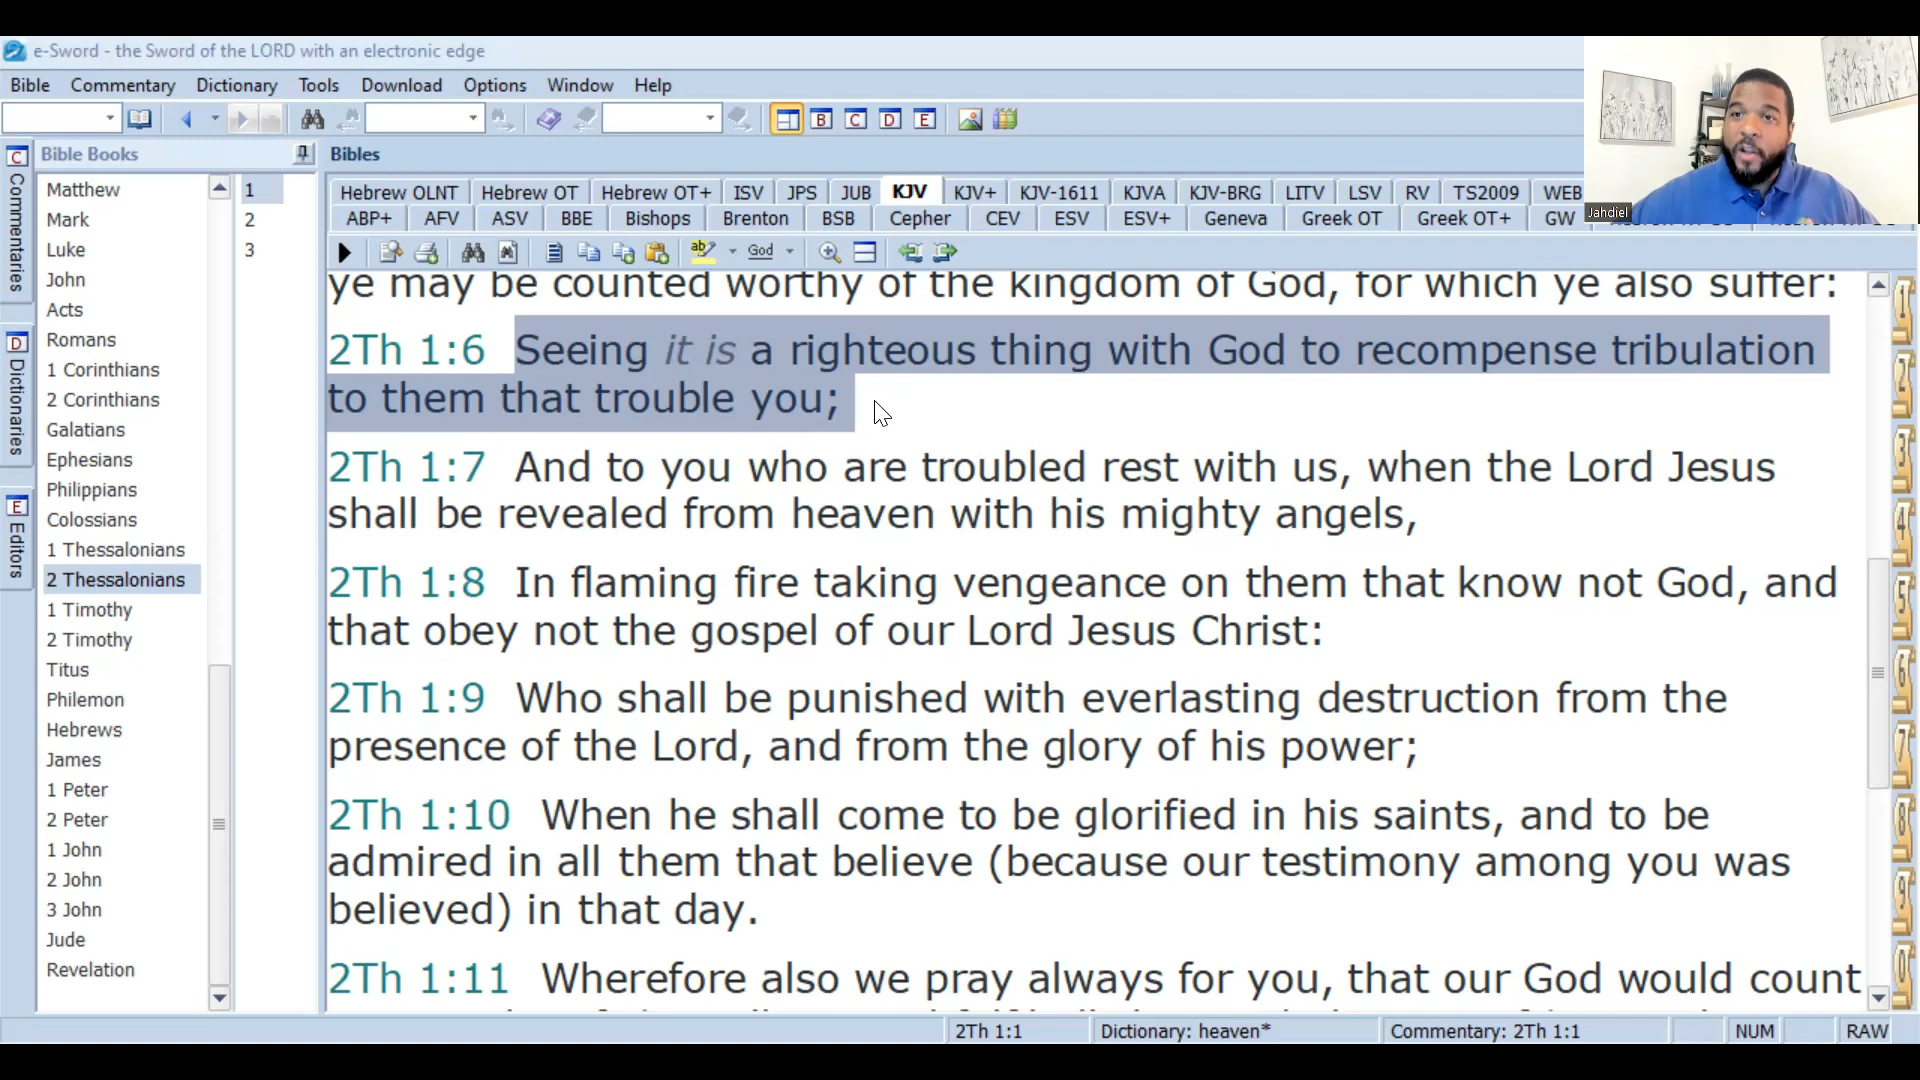 e-Sword - the Sword of the LORD with an electronic edge
Bible Commentary Dictionary Tools Download Options Window Help
B C D E
C Commentaries
D Dictionaries
E Editors
Bible Books
Matthew
Mark
Luke
John
Acts
Romans
1 Corinthians
2 Corinthians
Galatians
Ephesians
Philippians
Colossians
1 Thessalonians
2 Thessalonians
1 Timothy
2 Timothy
Titus
Philemon
Hebrews
James
1 Peter
2 Peter
1 John
2 John
3 John
Jude
Revelation
1
2
3
Bibles
Hebrew OLNT Hebrew OT Hebrew OT+ ISV JPS JUB KJV KJV+ KJV-1611 KJVA KJV-BRG LITV LSV RV TS2009 WEB
ABP+ AFV ASV BBE Bishops Brenton BSB Cepher CEV ESV ESV+ Geneva Greek OT Greek OT+ GW
God
Jahdiel
ye may be counted worthy of the kingdom of God, for which ye also suffer:
2Th 1:6 Seeing it is a righteous thing with God to recompense tribulation
to them that trouble you;
2Th 1:7 And to you who are troubled rest with us, when the Lord Jesus
shall be revealed from heaven with his mighty angels,
2Th 1:8 In flaming fire taking vengeance on them that know not God, and
that obey not the gospel of our Lord Jesus Christ:
2Th 1:9 Who shall be punished with everlasting destruction from the
presence of the Lord, and from the glory of his power;
2Th 1:10 When he shall come to be glorified in his saints, and to be
admired in all them that believe (because our testimony among you was
believed) in that day.
2Th 1:11 Wherefore also we pray always for you, that our God would count
1
2
3
4
5
6
7
8
9
0
2Th 1:1 Dictionary: heaven* Commentary: 2Th 1:1 NUM RAW